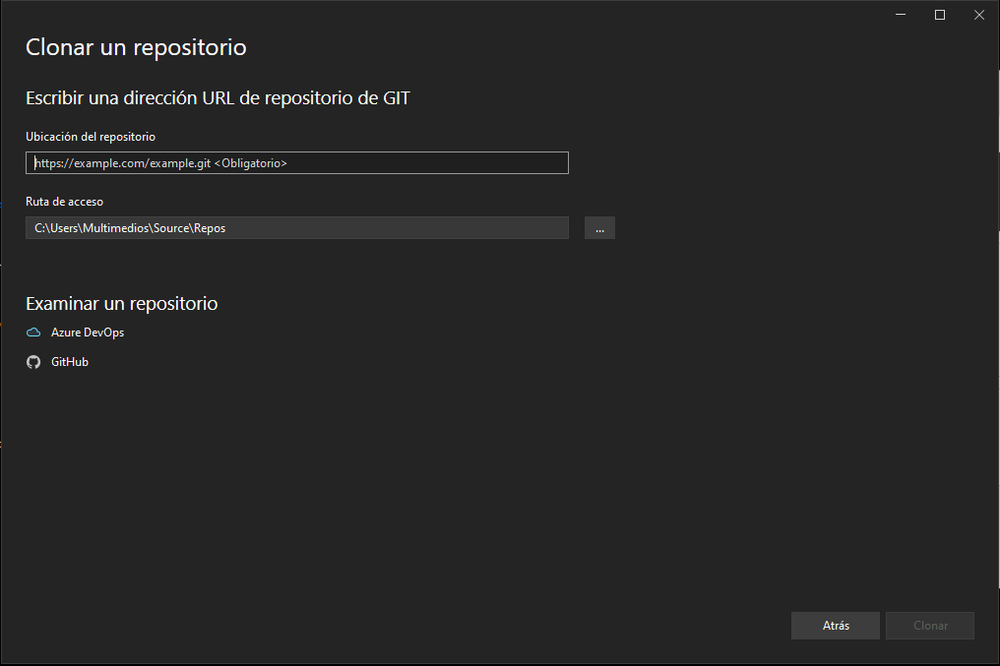 Clonar un repositorio
Escribir una dirección URL de repositorio de GIT
Ubicación del repositorio
https://example.com/example.git <Obligatorio>
Ruta de acceso
C:\Users\Multimedios\Source\Repos
...
Examinar un repositorio
Azure DevOps
GitHub
Atrás
Clonar